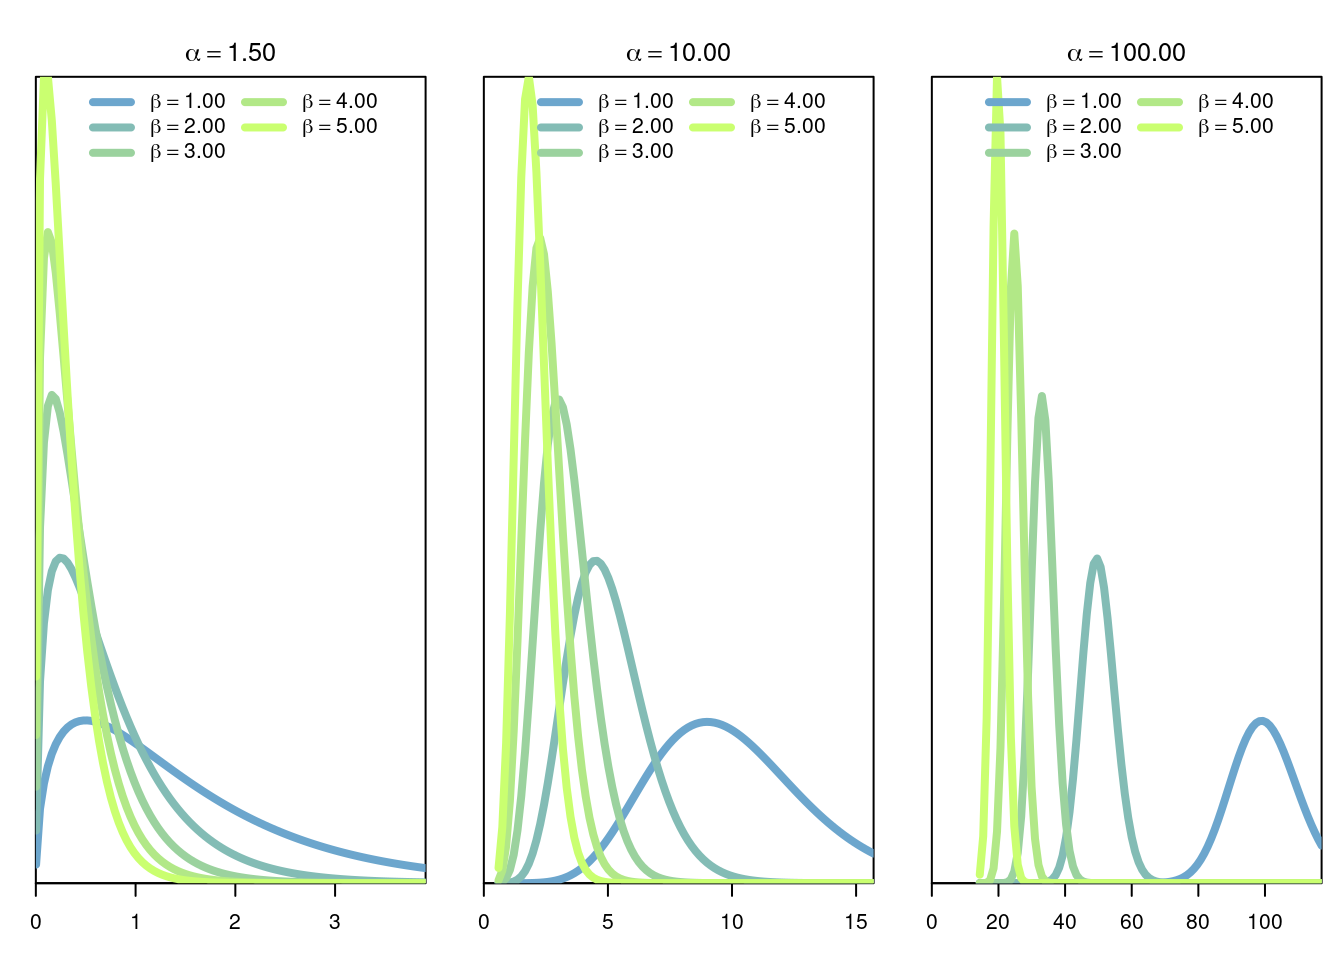 α = 1.50
β = 1.00 β = 4.00
β = 2.00 β = 5.00
β = 3.00
0 1 2 3
α = 10.00
β = 1.00 β = 4.00
β = 2.00 β = 5.00
β = 3.00
0 5 10 15
α = 100.00
β = 1.00 β = 4.00
β = 2.00 β = 5.00
β = 3.00
0 20 40 60 80 100